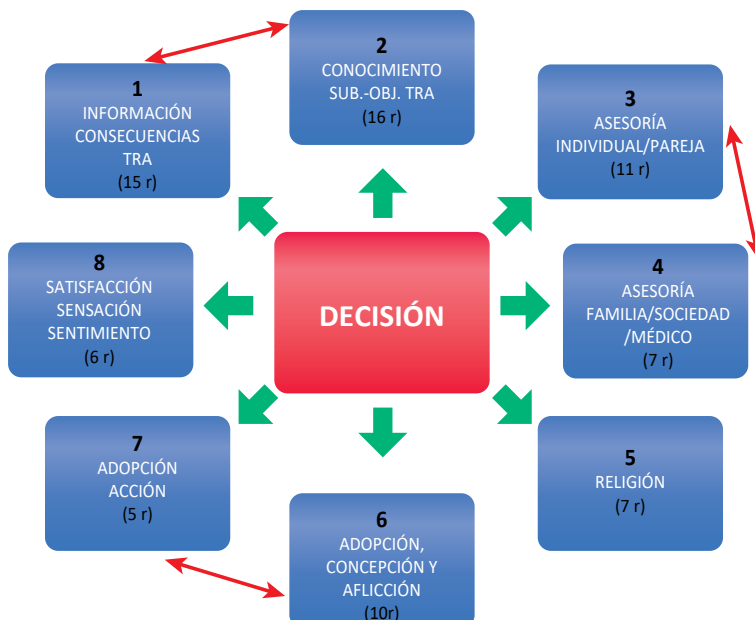 1
INFORMACIÓN
CONSECUENCIAS
TRA
(15 r)
2
CONOCIMIENTO
SUB.-OBJ. TRA
(16 r)
3
ASESORÍA
INDIVIDUAL/PAREJA
(11 r)
8
SATISFACCIÓN
SENSACIÓN
SENTIMIENTO
(6 r)
DECISIÓN
4
ASESORÍA
FAMILIA/SOCIEDAD
/MÉDICO
(7 r)
7
ADOPCIÓN
ACCIÓN
(5 r)
6
ADOPCIÓN,
CONCEPCIÓN Y
AFLICCIÓN
(10r)
5
RELIGIÓN
(7 r)